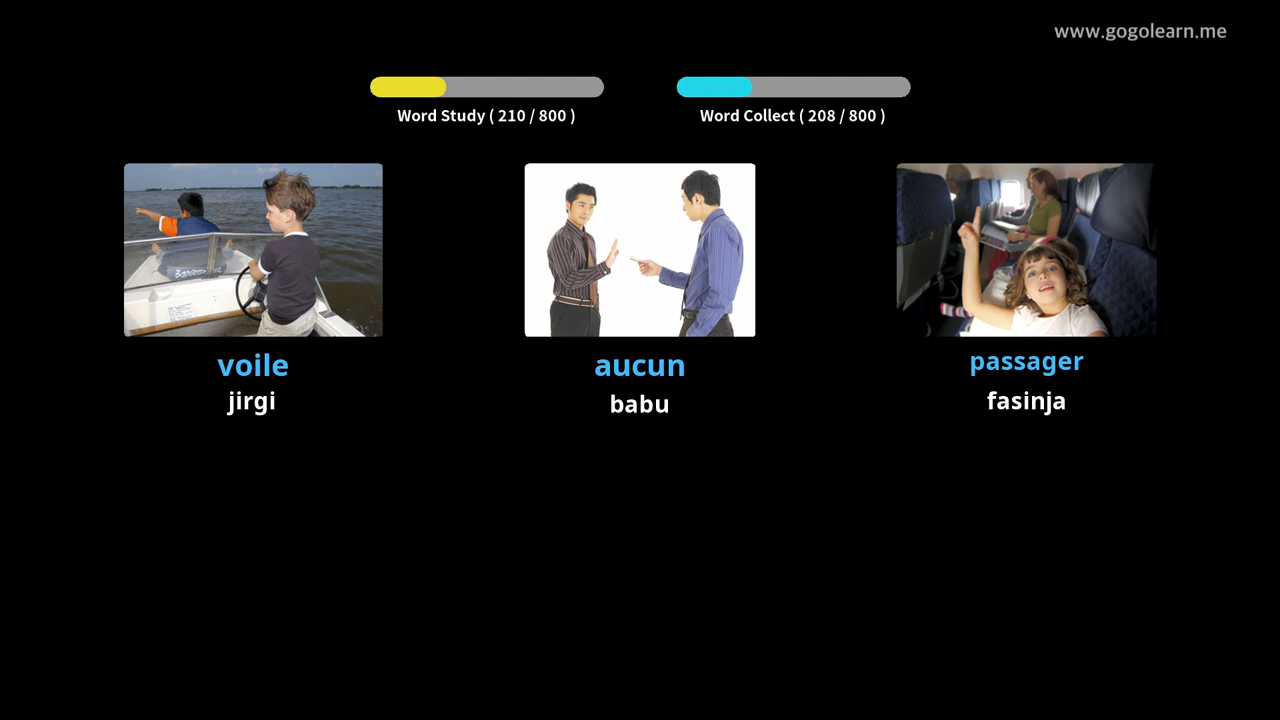 www.gogolearn.me
Word Study ( 210 / 800 )
Word Collect ( 208 / 800 )
voile
jirgi
aucun
babu
passager
fasinja